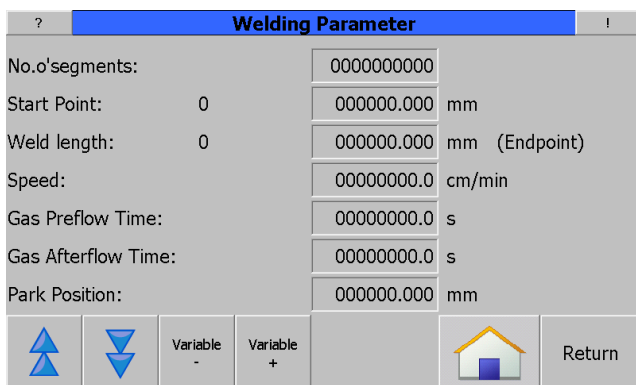 ? Welding Parameter !
No.o'segments: 0000000000
Start Point: 0 000000.000 mm
Weld length: 0 000000.000 mm (Endpoint)
Speed: 00000000.0 cm/min
Gas Preflow Time: 00000000.0 s
Gas Afterflow Time: 00000000.0 s
Park Position: 000000.000 mm
Variable - Variable + Return